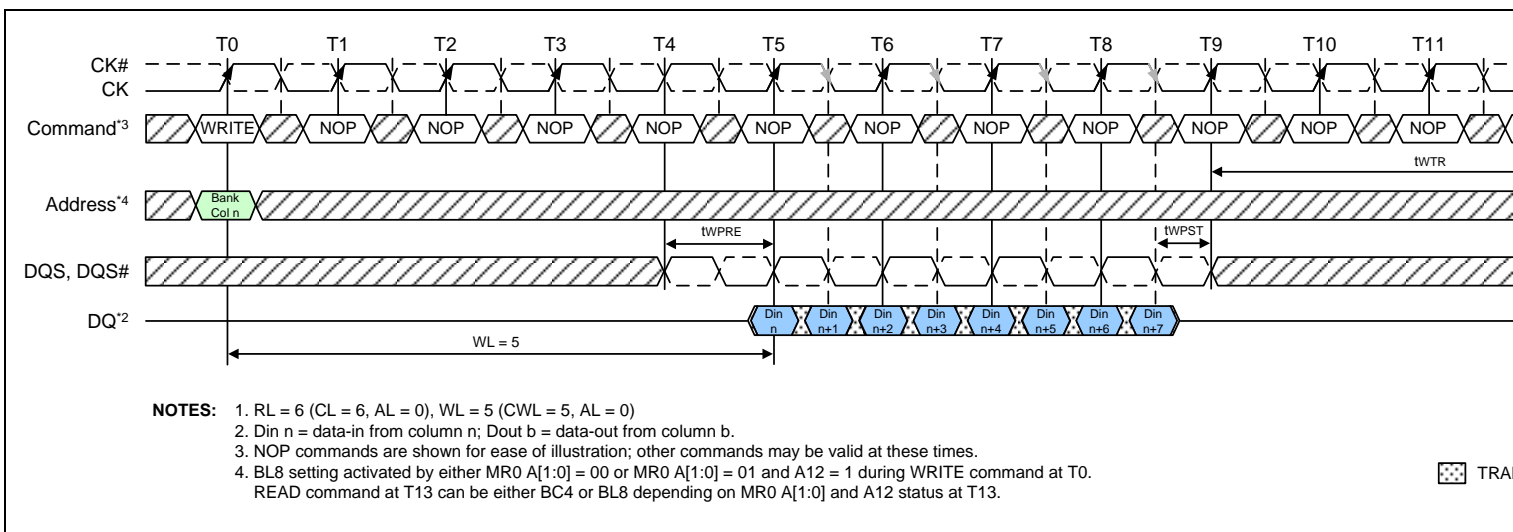 T0 T1 T2 T3 T4 T5 T6 T7 T8 T9 T10 T11
CK#
CK
Command*3 WRITE NOP NOP NOP NOP NOP NOP NOP NOP NOP NOP NOP
tWTR
Address*4 Bank Col n
tWPRE tWPST
DQS, DQS#
DQ*2 Din n Din n+1 Din n+2 Din n+3 Din n+4 Din n+5 Din n+6 Din n+7
WL = 5
NOTES: 1. RL = 6 (CL = 6, AL = 0), WL = 5 (CWL = 5, AL = 0)
2. Din n = data-in from column n; Dout b = data-out from column b.
3. NOP commands are shown for ease of illustration; other commands may be valid at these times.
4. BL8 setting activated by either MR0 A[1:0] = 00 or MR0 A[1:0] = 01 and A12 = 1 during WRITE command at T0.
READ command at T13 can be either BC4 or BL8 depending on MR0 A[1:0] and A12 status at T13.